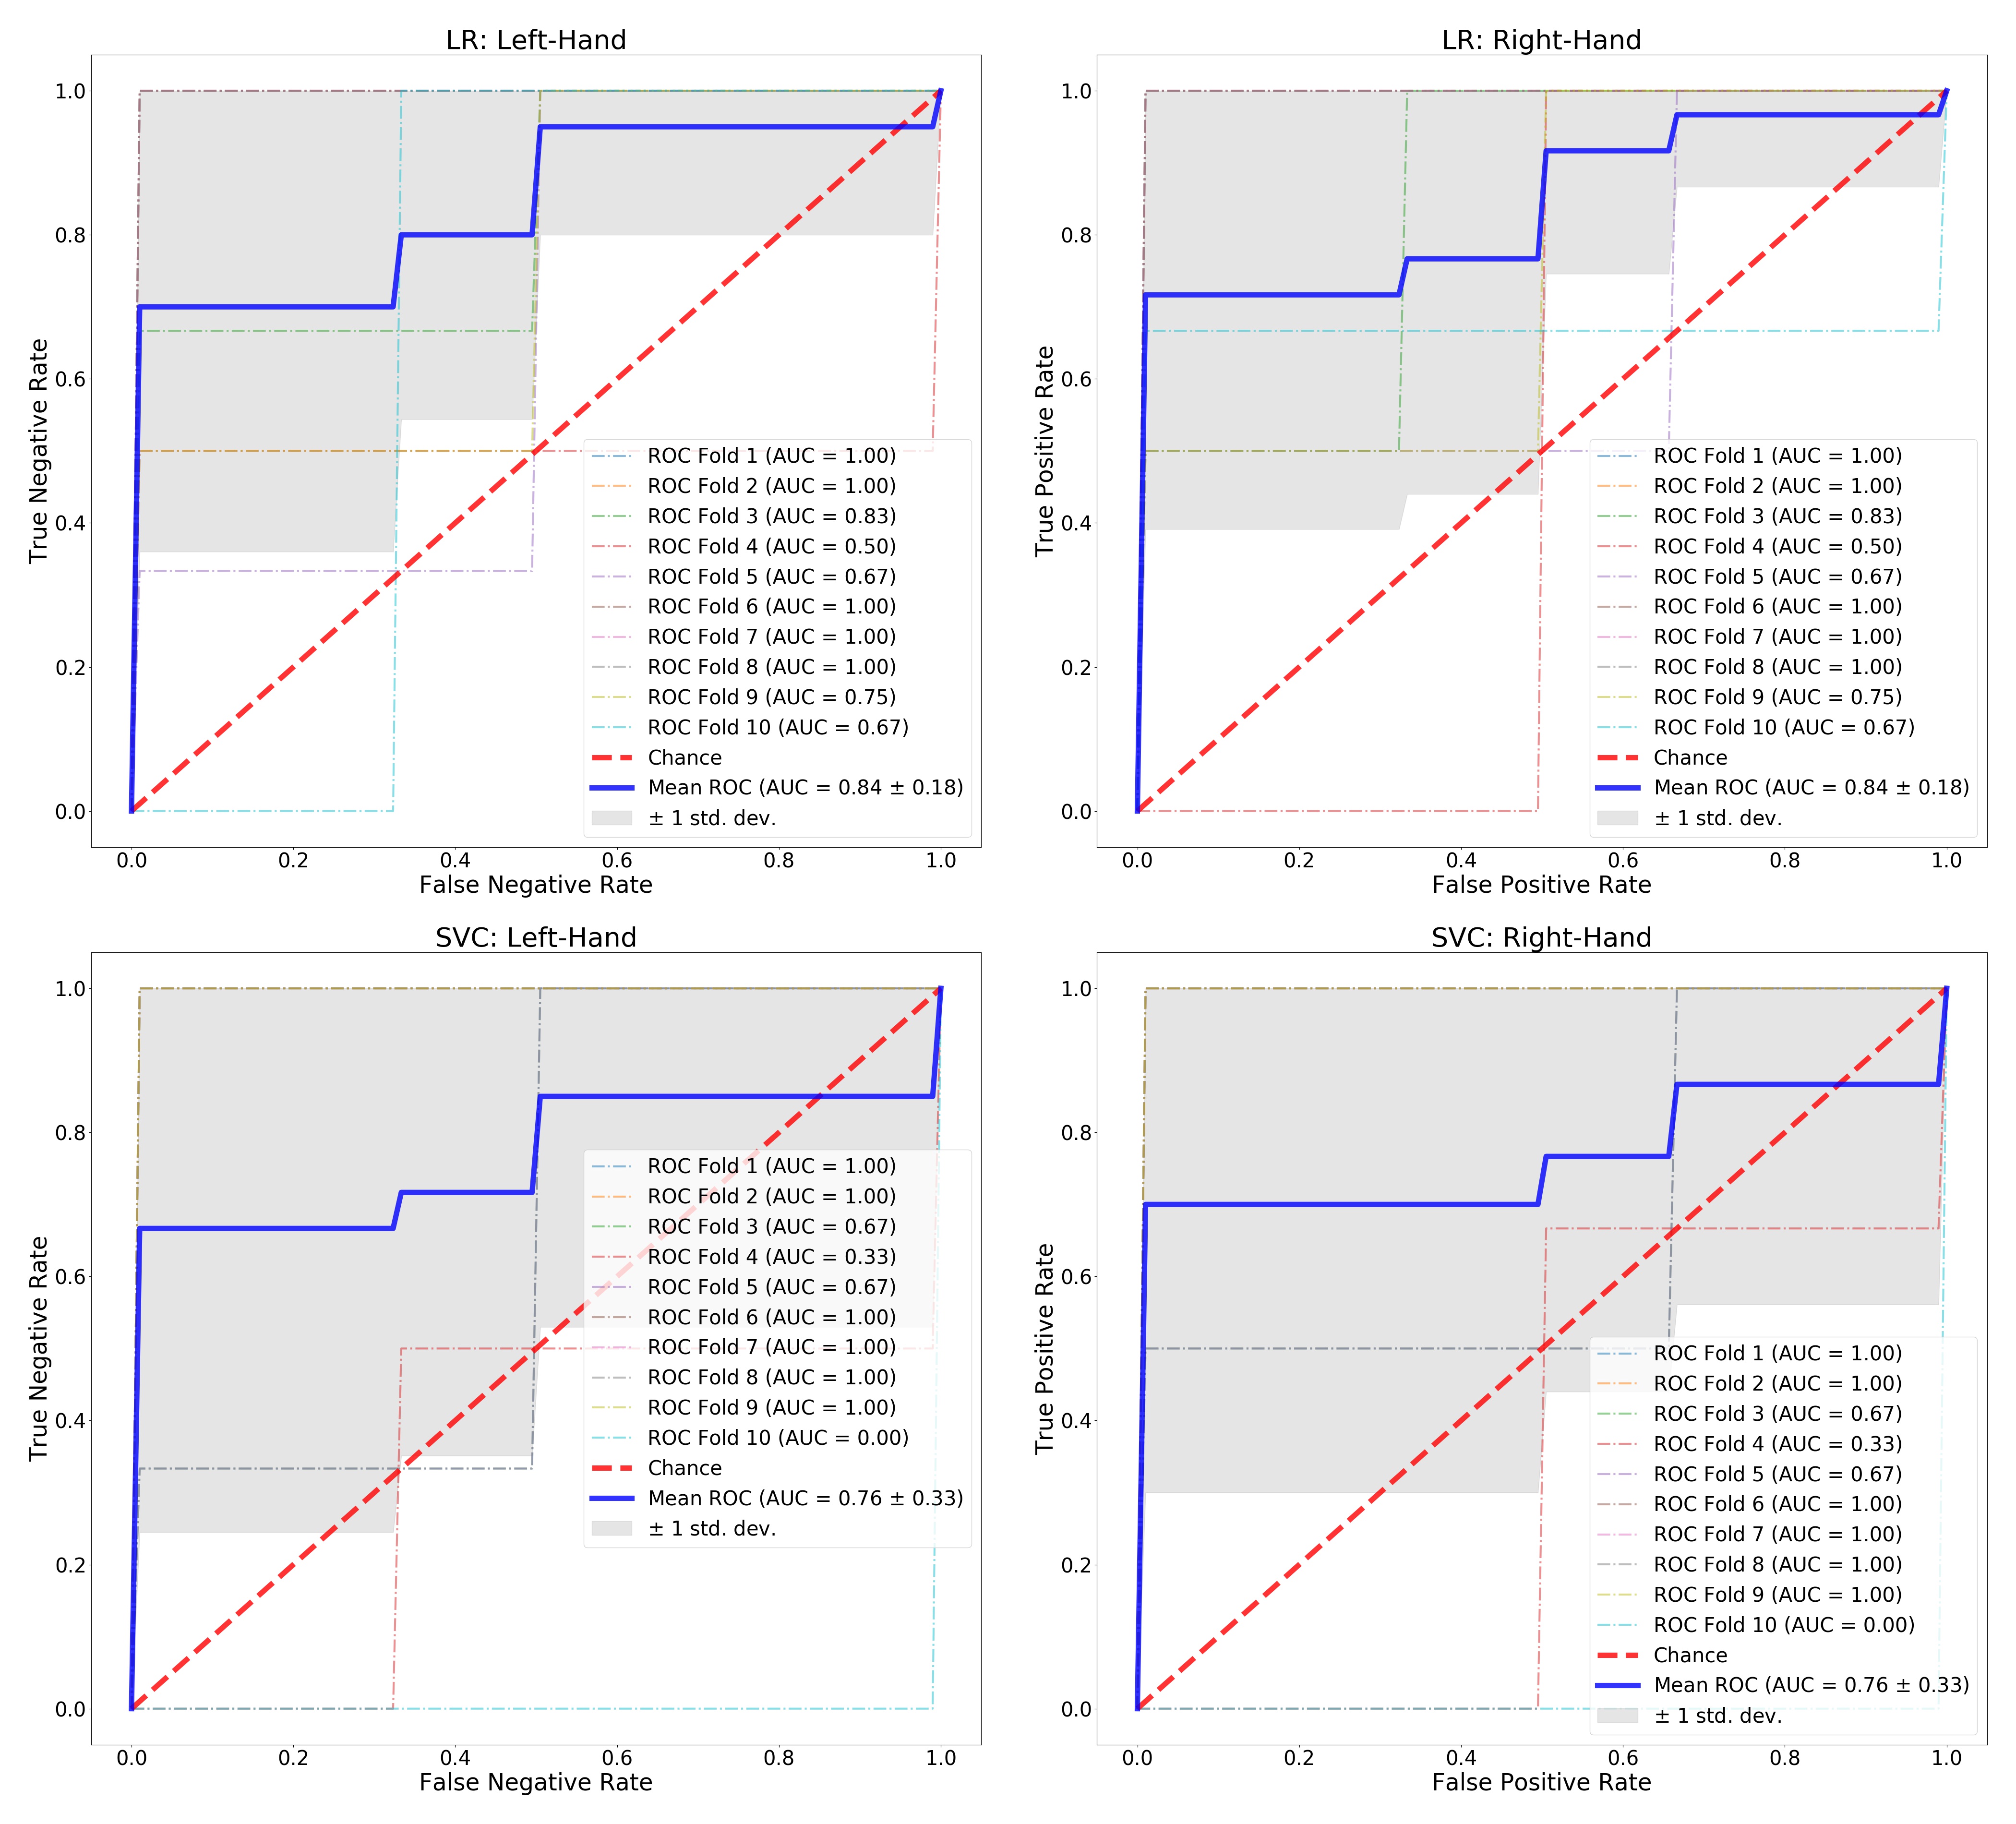 LR: Left-Hand
True Negative Rate
1.0
0.8
0.6
0.4
0.2
0.0
ROC Fold 1 (AUC = 1.00)
ROC Fold 2 (AUC = 1.00)
ROC Fold 3 (AUC = 0.83)
ROC Fold 4 (AUC = 0.50)
ROC Fold 5 (AUC = 0.67)
ROC Fold 6 (AUC = 1.00)
ROC Fold 7 (AUC = 1.00)
ROC Fold 8 (AUC = 1.00)
ROC Fold 9 (AUC = 0.75)
ROC Fold 10 (AUC = 0.67)
Chance
Mean ROC (AUC = 0.84 ± 0.18)
± 1 std. dev.
0.0 0.2 0.4 0.6 0.8 1.0
False Negative Rate
LR: Right-Hand
True Positive Rate
1.0
0.8
0.6
0.4
0.2
0.0
ROC Fold 1 (AUC = 1.00)
ROC Fold 2 (AUC = 1.00)
ROC Fold 3 (AUC = 0.83)
ROC Fold 4 (AUC = 0.50)
ROC Fold 5 (AUC = 0.67)
ROC Fold 6 (AUC = 1.00)
ROC Fold 7 (AUC = 1.00)
ROC Fold 8 (AUC = 1.00)
ROC Fold 9 (AUC = 0.75)
ROC Fold 10 (AUC = 0.67)
Chance
Mean ROC (AUC = 0.84 ± 0.18)
± 1 std. dev.
0.0 0.2 0.4 0.6 0.8 1.0
False Positive Rate
SVC: Left-Hand
True Negative Rate
1.0
0.8
0.6
0.4
0.2
0.0
ROC Fold 1 (AUC = 1.00)
ROC Fold 2 (AUC = 1.00)
ROC Fold 3 (AUC = 0.67)
ROC Fold 4 (AUC = 0.33)
ROC Fold 5 (AUC = 0.67)
ROC Fold 6 (AUC = 1.00)
ROC Fold 7 (AUC = 1.00)
ROC Fold 8 (AUC = 1.00)
ROC Fold 9 (AUC = 1.00)
ROC Fold 10 (AUC = 0.00)
Chance
Mean ROC (AUC = 0.76 ± 0.33)
± 1 std. dev.
0.0 0.2 0.4 0.6 0.8 1.0
False Negative Rate
SVC: Right-Hand
True Positive Rate
1.0
0.8
0.6
0.4
0.2
0.0
ROC Fold 1 (AUC = 1.00)
ROC Fold 2 (AUC = 1.00)
ROC Fold 3 (AUC = 0.67)
ROC Fold 4 (AUC = 0.33)
ROC Fold 5 (AUC = 0.67)
ROC Fold 6 (AUC = 1.00)
ROC Fold 7 (AUC = 1.00)
ROC Fold 8 (AUC = 1.00)
ROC Fold 9 (AUC = 1.00)
ROC Fold 10 (AUC = 0.00)
Chance
Mean ROC (AUC = 0.76 ± 0.33)
± 1 std. dev.
0.0 0.2 0.4 0.6 0.8 1.0
False Positive Rate